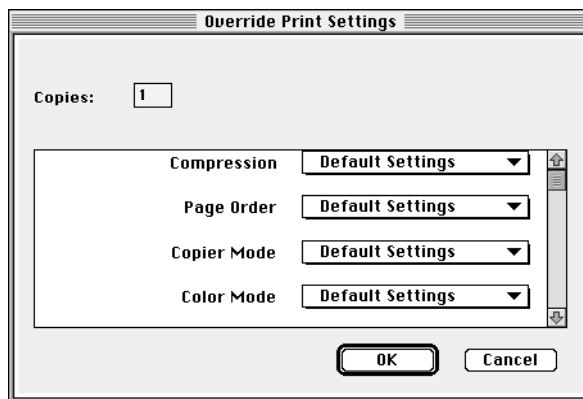 Override Print Settings
Copies: 1
Compression Default Settings
Page Order Default Settings
Copier Mode Default Settings
Color Mode Default Settings
OK Cancel